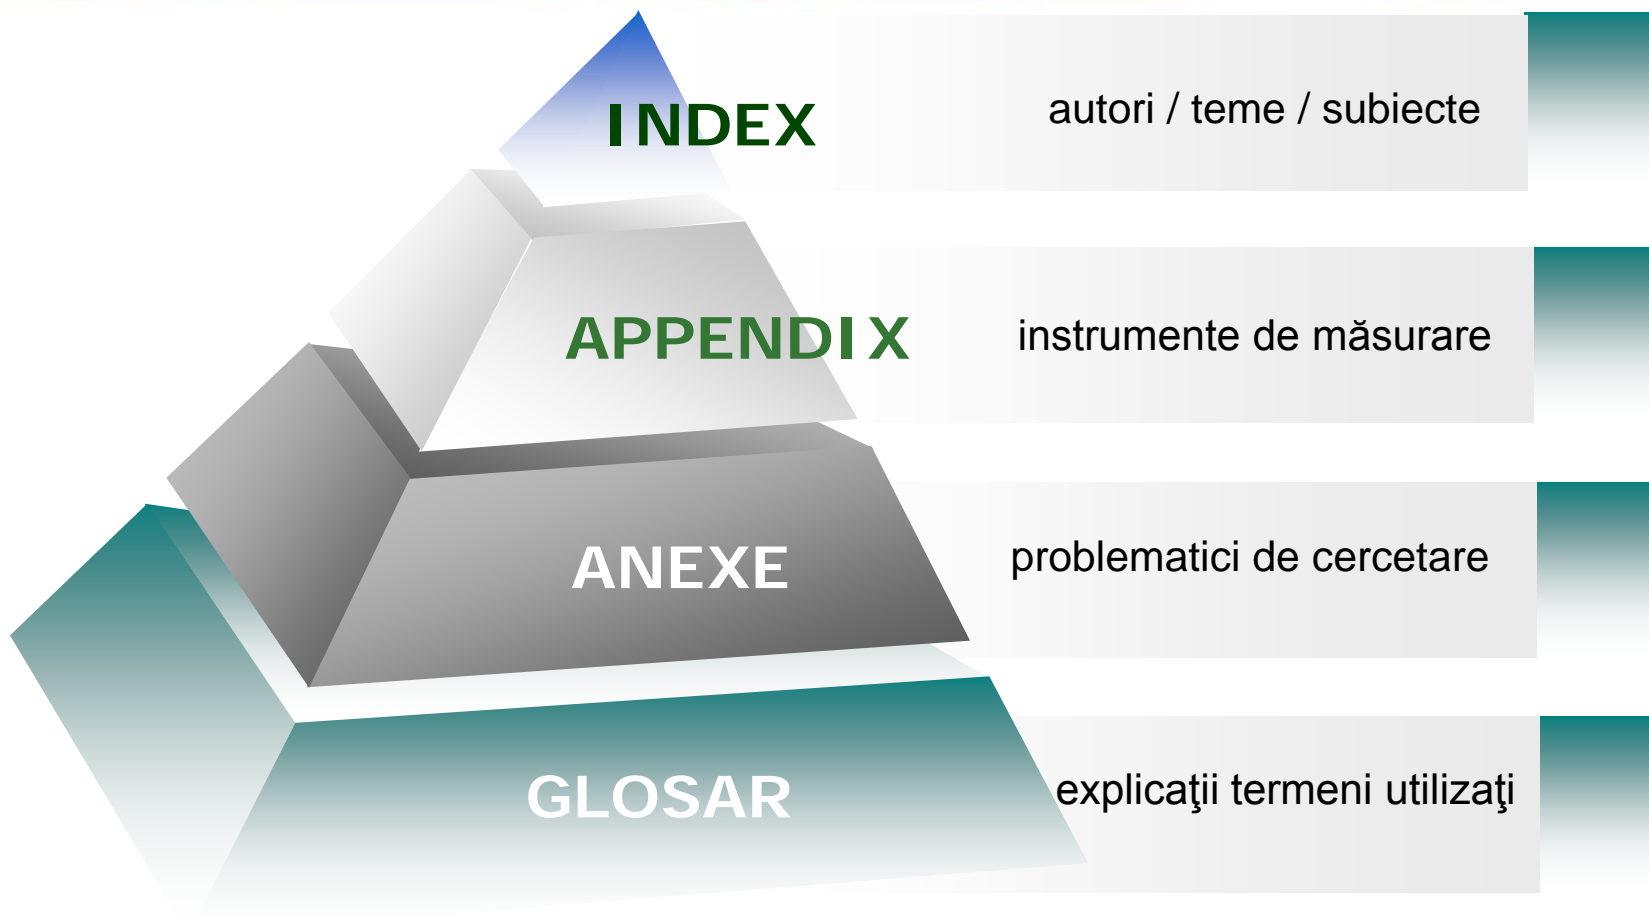 INDEX
autori / teme / subiecte
APPENDIX
instrumente de măsurare
ANEXE
problematici de cercetare
GLOSAR
explicaţii termeni utilizaţi